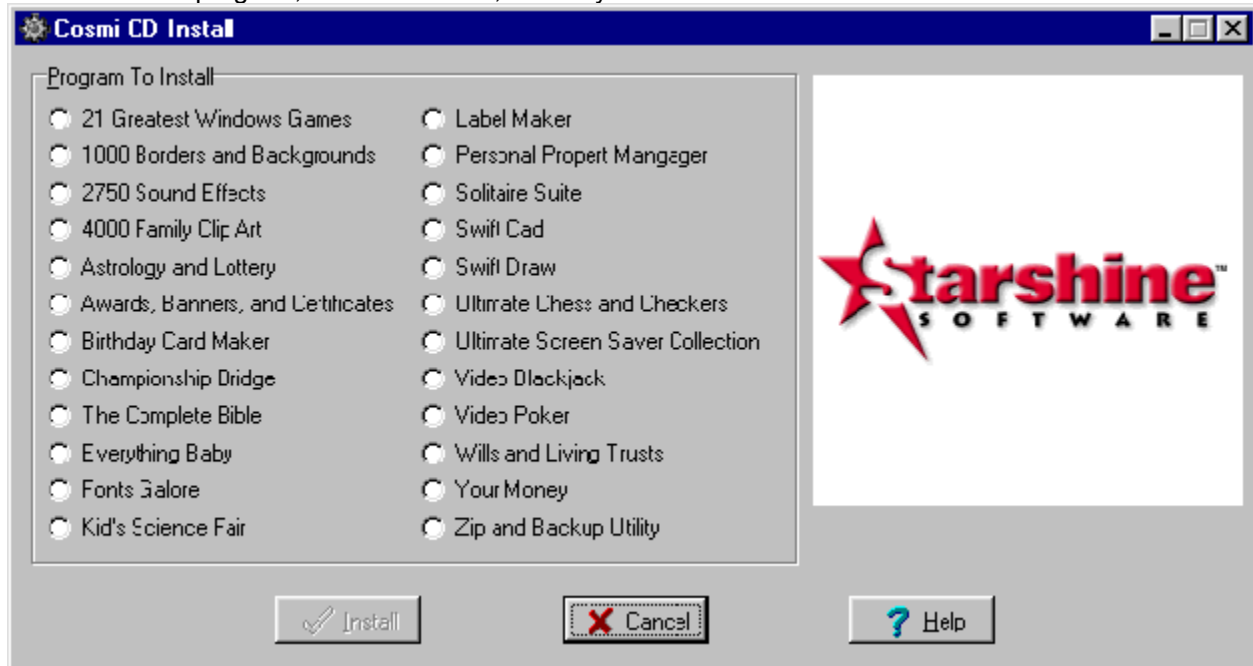 Cosmi CD Install
Program To Install
21 Greatest Windows Games
1000 Borders and Backgrounds
2750 Sound Effects
4000 Family Clip Art
Astrology and Lottery
Awards, Banners, and Certificates
Birthday Card Maker
Championship Bridge
The Complete Bible
Everything Baby
Fonts Galore
Kid's Science Fair
Label Maker
Personal Propert Mangager
Solitaire Suite
Swift Cad
Swift Draw
Ultimate Chess and Checkers
Ultimate Screen Saver Collection
Video Blackjack
Video Poker
Wills and Living Trusts
Your Money
Zip and Backup Utility
Starshine™
SOFTWARE
Install
Cancel
Help